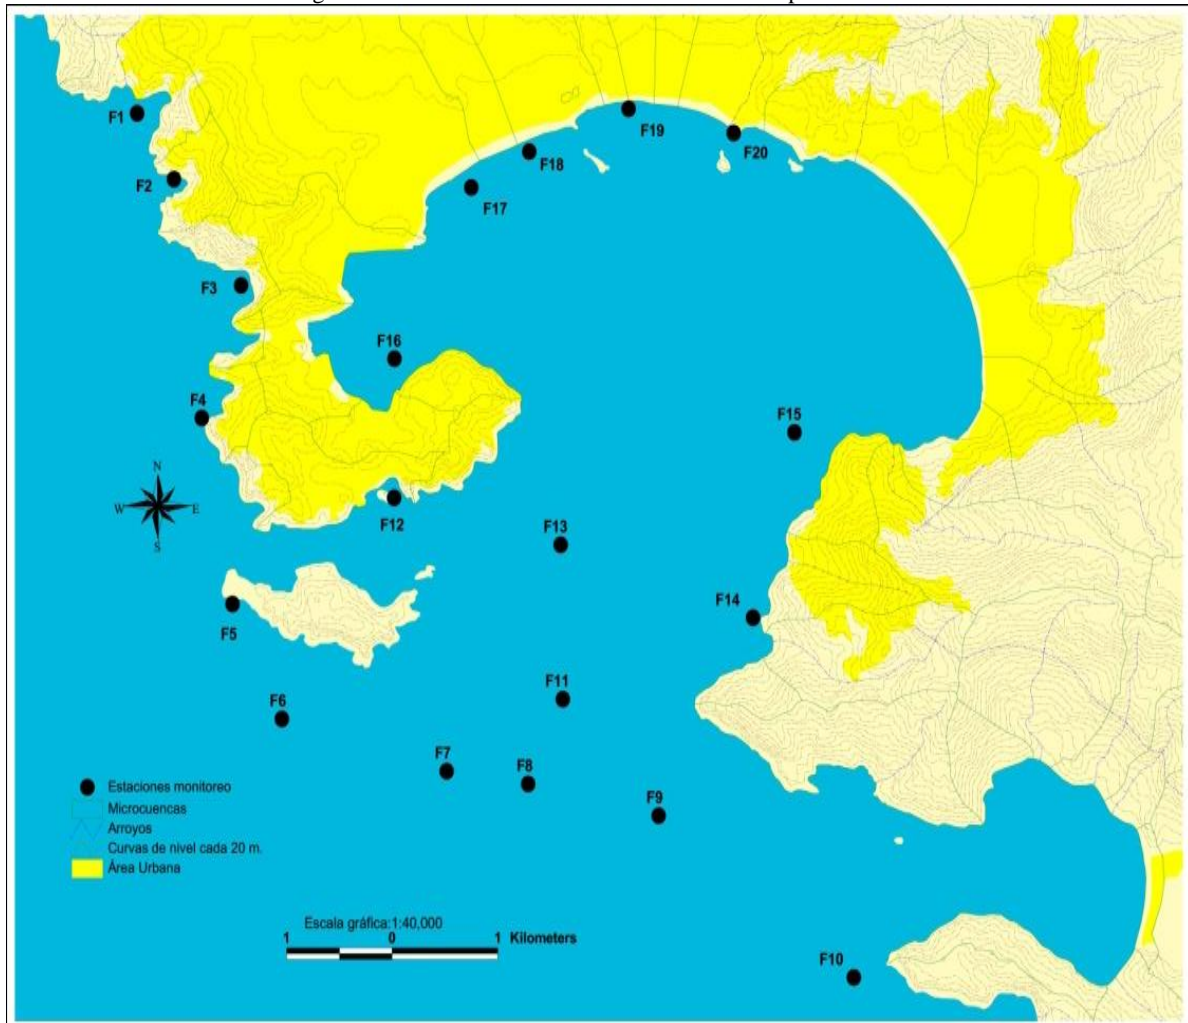 F1
F2
F3
F4
F5
F6
F7
F8
F9
F10
F11
F12
F13
F14
F15
F16
F17
F18
F19
F20
N
W E
S
Estaciones monitoreo
Microcuencas
Arroyos
Curvas de nivel cada 20 m.
Área Urbana
Escala gráfica:1:40,000
1 0 1 Kilometers